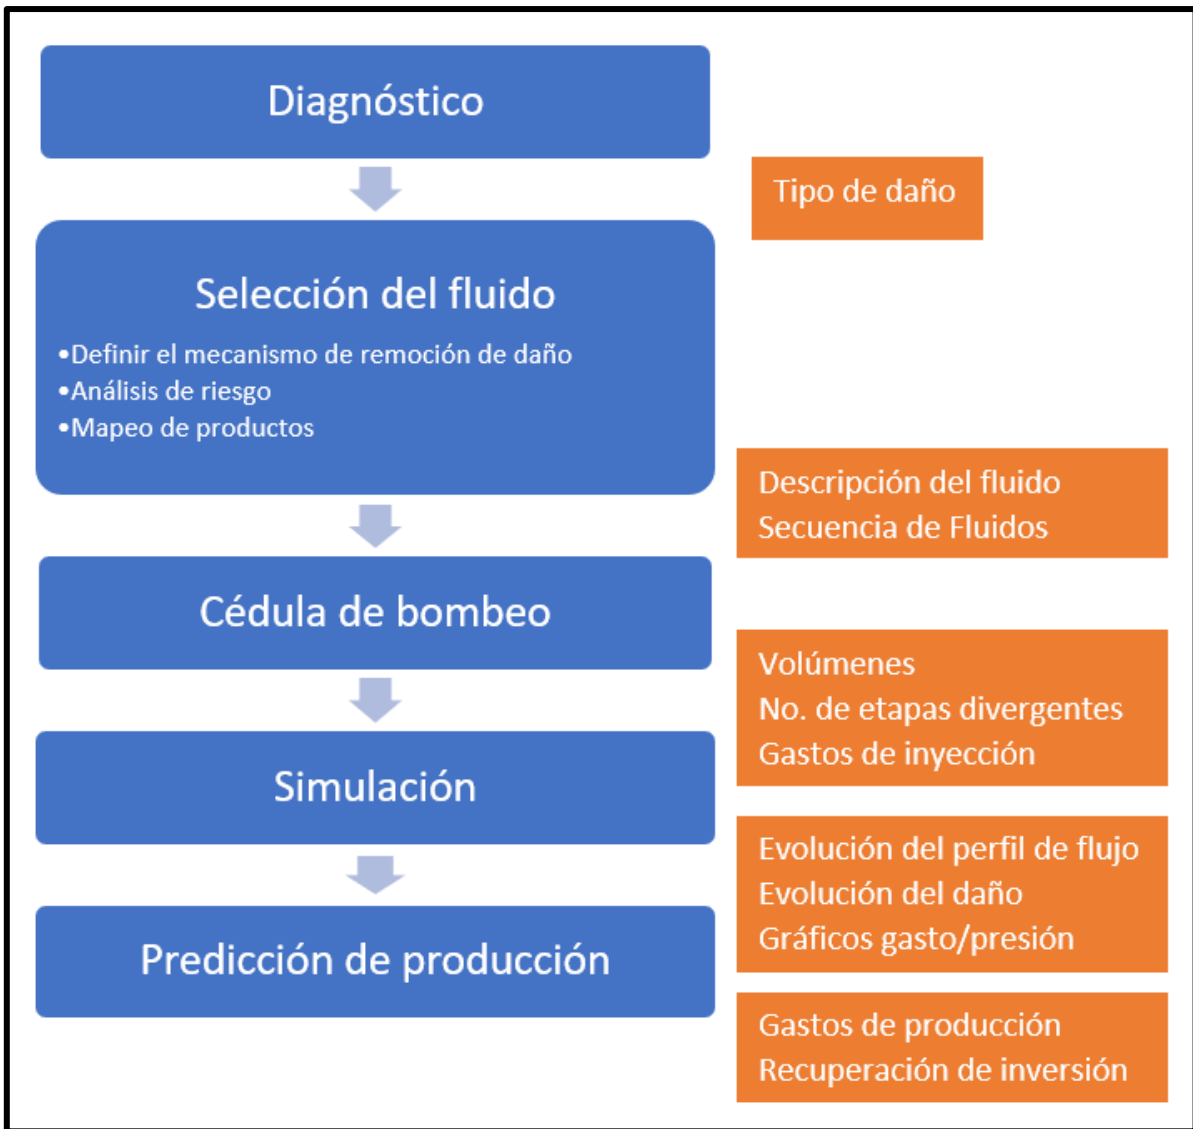 Diagnóstico
Tipo de daño
Selección del fluido
•Definir el mecanismo de remoción de daño
•Análisis de riesgo
•Mapeo de productos
Descripción del fluido
Secuencia de Fluidos
Cédula de bombeo
Volúmenes
No. de etapas divergentes
Gastos de inyección
Simulación
Evolución del perfil de flujo
Evolución del daño
Gráficos gasto/presión
Predicción de producción
Gastos de producción
Recuperación de inversión